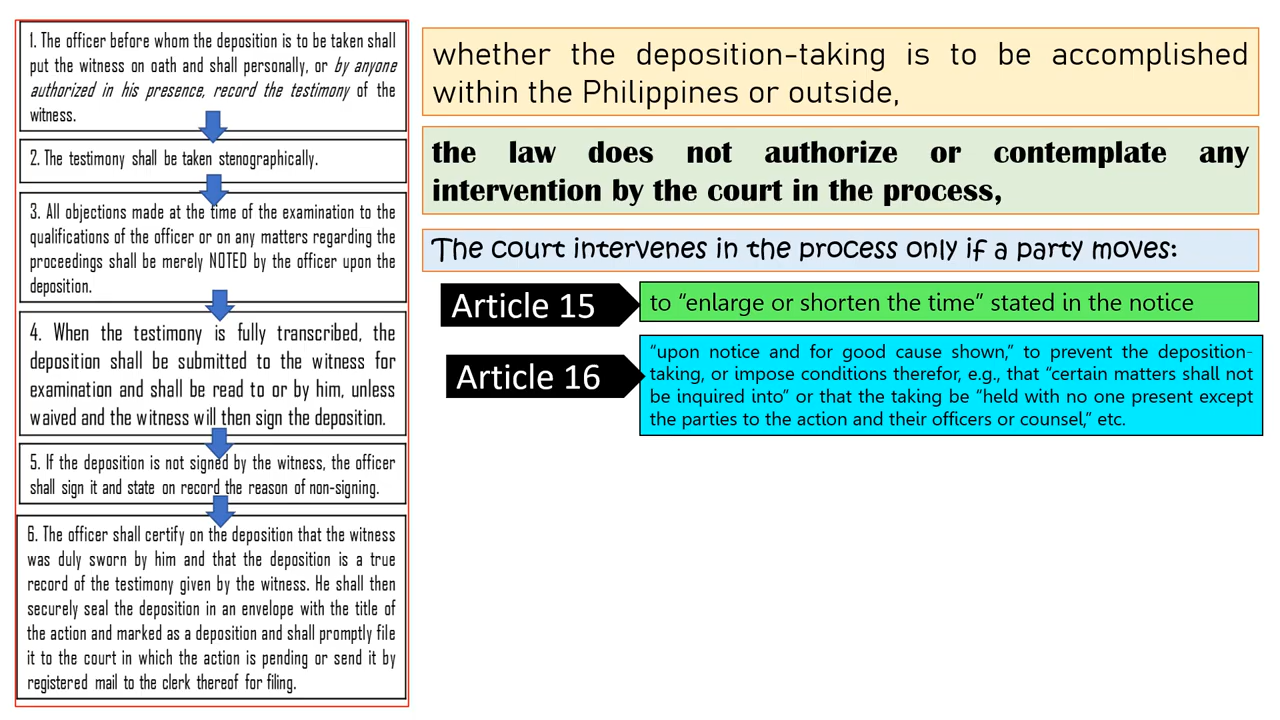 1. The officer before whom the deposition is to be taken shall
put the witness on oath and shall personally, or by anyone
authorized in his presence, record the testimony of the
witness.
2. The testimony shall be taken stenographically.
3. All objections made at the time of the examination to the
qualifications of the officer or on any matters regarding the
proceedings shall be merely NOTED by the officer upon the
deposition.
4. When the testimony is fully transcribed, the
deposition shall be submitted to the witness for
examination and shall be read to or by him, unless
waived and the witness will then sign the deposition.
5. If the deposition is not signed by the witness, the officer
shall sign it and state on record the reason of non-signing.
6. The officer shall certify on the deposition that the witness
was duly sworn by him and that the deposition is a true
record of the testimony given by the witness. He shall then
securely seal the deposition in an envelope with the title of
the action and marked as a deposition and shall promptly file
it to the court in which the action is pending or send it by
registered mail to the clerk thereof for filing.
whether the deposition-taking is to be accomplished
within the Philippines or outside,
the law does not authorize or contemplate any
intervention by the court in the process,
The court intervenes in the process only if a party moves:
Article 15
to “enlarge or shorten the time” stated in the notice
Article 16
“upon notice and for good cause shown,” to prevent the deposition-
taking, or impose conditions therefor, e.g., that “certain matters shall not
be inquired into” or that the taking be “held with no one present except
the parties to the action and their officers or counsel,” etc.